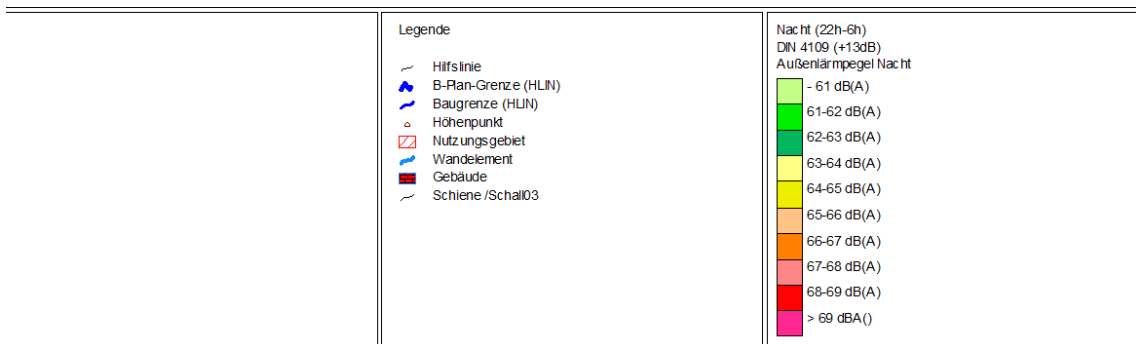 Legende
Hilfslinie
B-Plan-Grenze (HLIN)
Baugrenze (HLIN)
Höhenpunkt
Nutzungsgebiet
Wandelement
Gebäude
Schiene /Schall03
Nacht (22h-6h)
DIN 4109 (+13dB)
Außenlärmpegel Nacht
- 61 dB(A)
61-62 dB(A)
62-63 dB(A)
63-64 dB(A)
64-65 dB(A)
65-66 dB(A)
66-67 dB(A)
67-68 dB(A)
68-69 dB(A)
> 69 dBA()